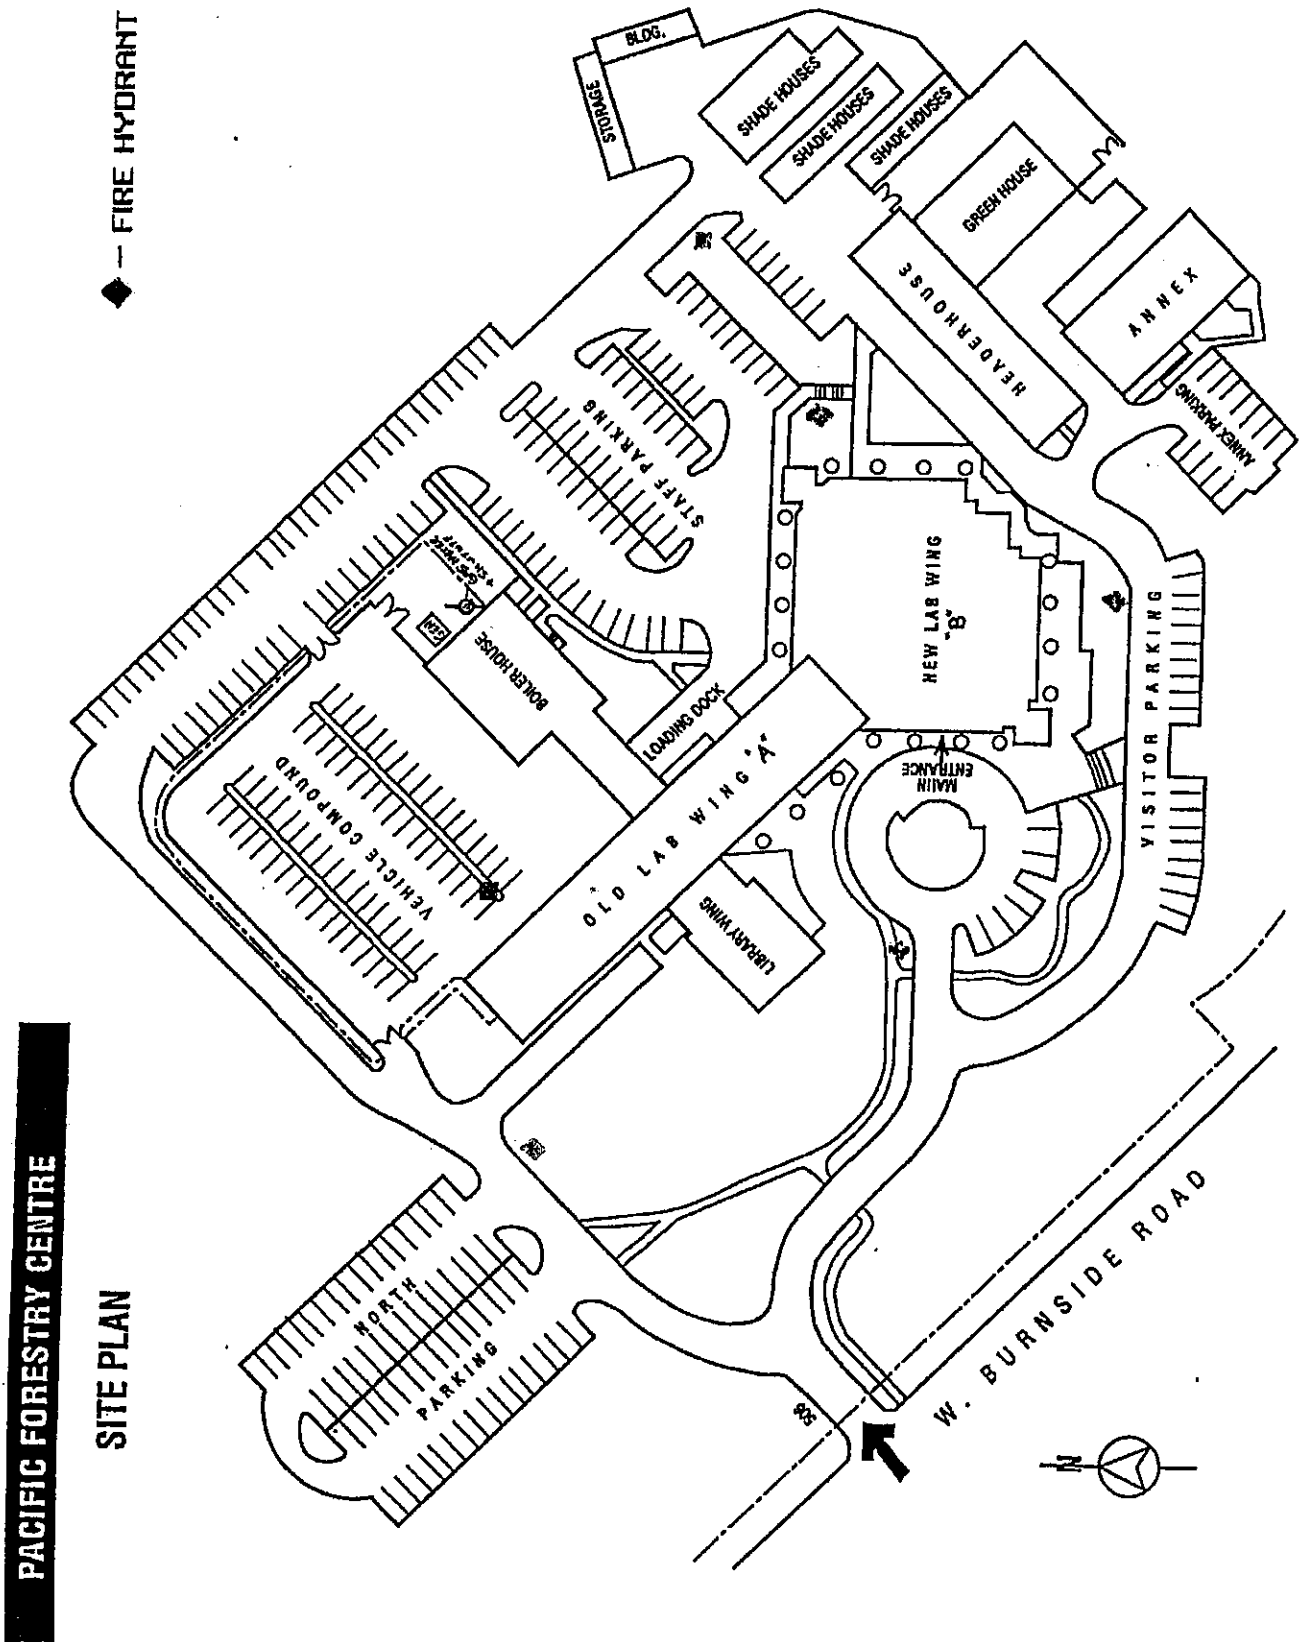 PACIFIC FORESTRY CENTRE
SITE PLAN
— FIRE HYDRANT
STORAGE
BLDG.
SHADE HOUSES
SHADE HOUSES
SHADE HOUSES
GREEN HOUSE
HEADERHOUSE
ANNEX
ANNEX PARKING
STAFF PARKING
GEN
BOILER HOUSE
LOADING DOCK
VEHICLE COMPOUND
OLD LAB WING "A"
NEW LAB WING
"B"
MAIN
ENTRANCE
LIBRARY WING
VISITOR PARKING
NORTH
PARKING
506
W. BURNSIDE ROAD
N